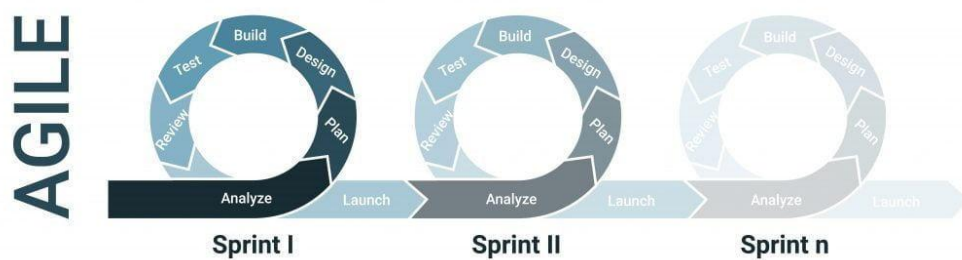 AGILE
Build
Design
Test
Plan
Review
Analyze
Launch
Sprint I
Build
Design
Test
Plan
Review
Analyze
Launch
Sprint II
Build
Design
Test
Plan
Review
Analyze
Launch
Sprint n